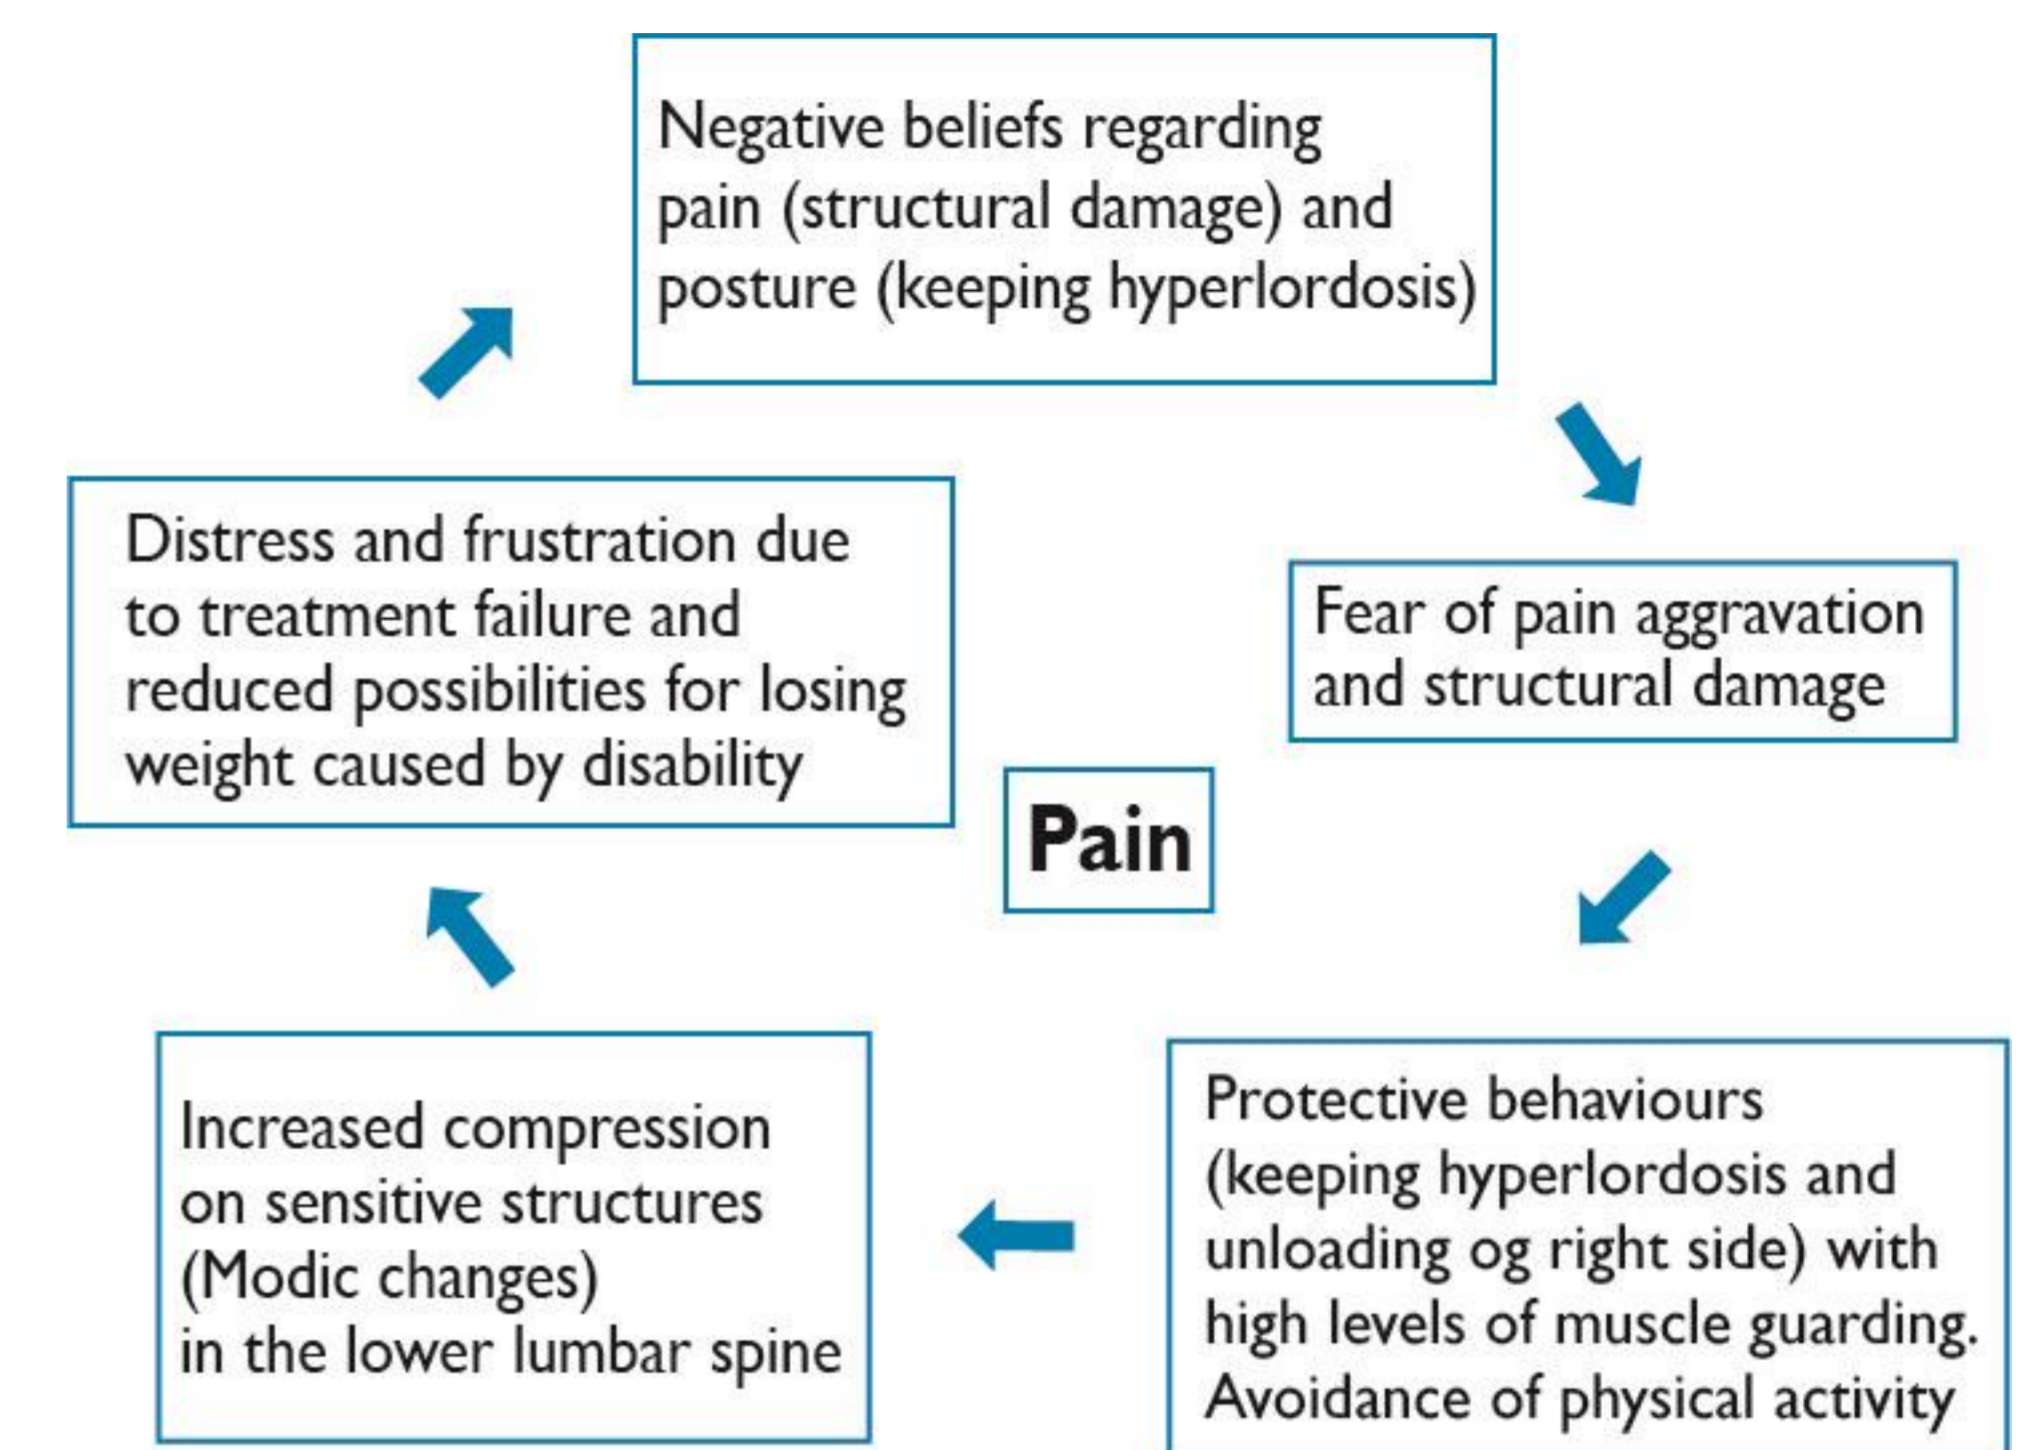 Negative beliefs regarding
pain (structural damage) and
posture (keeping hyperlordosis)
Distress and frustration due
to treatment failure and
reduced possibilities for losing
weight caused by disability
Fear of pain aggravation
and structural damage
Pain
Increased compression
on sensitive structures
(Modic changes)
in the lower lumbar spine
Protective behaviours
(keeping hyperlordosis and
unloading og right side) with
high levels of muscle guarding.
Avoidance of physical activity